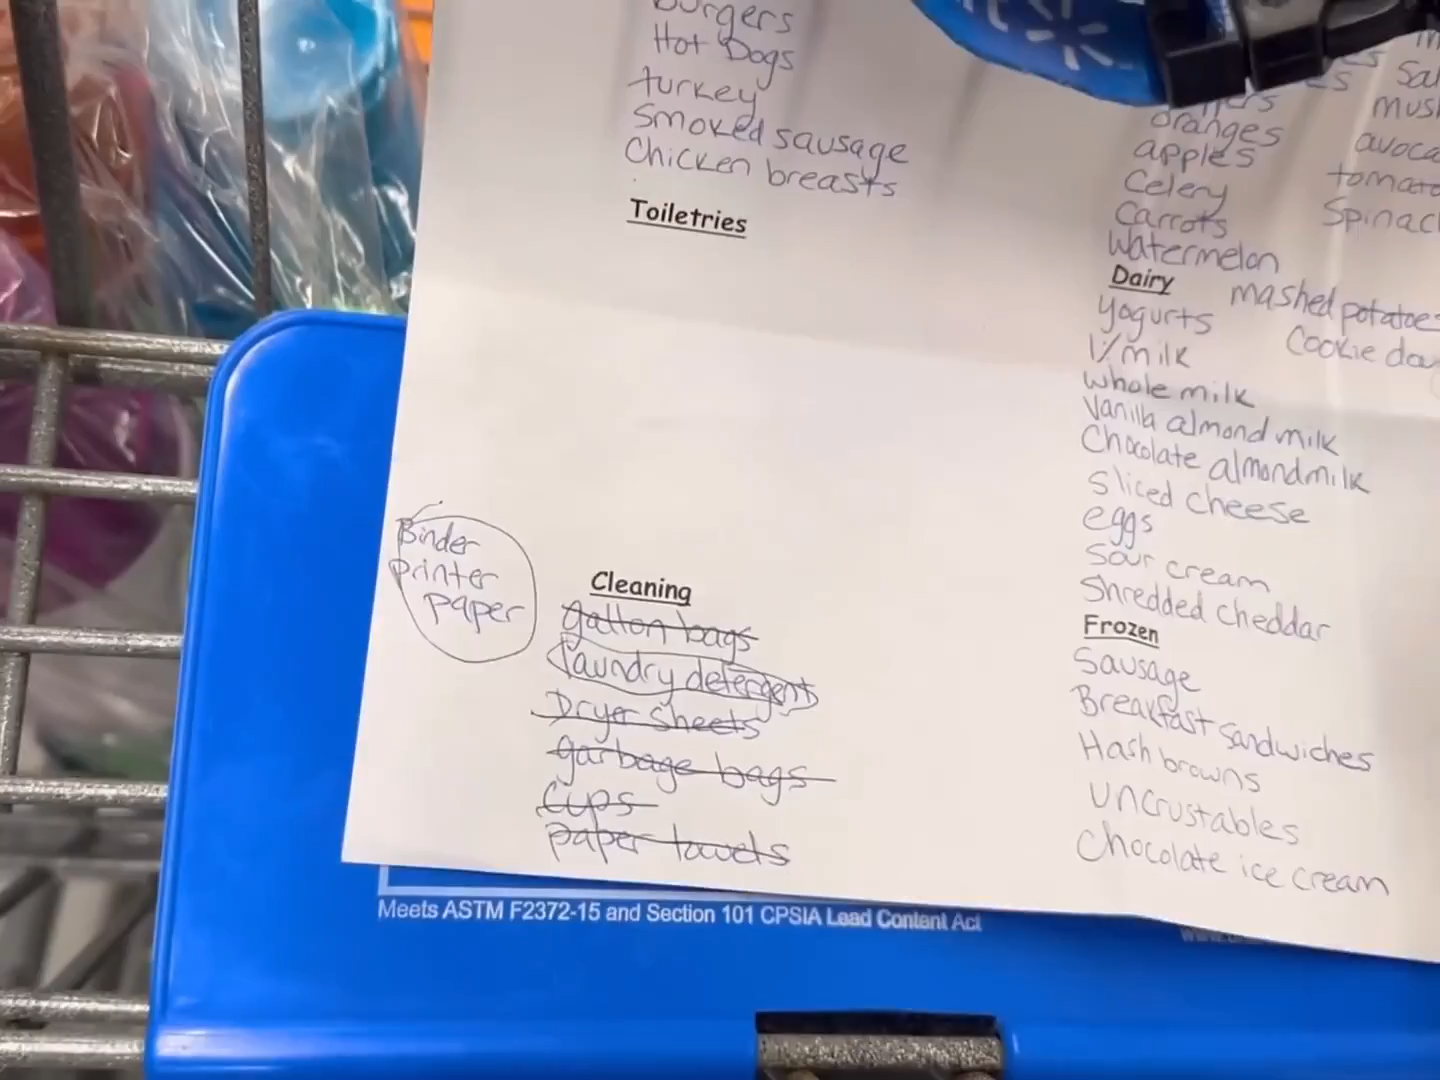 burgers
Hot Dogs
turkey
Smoked sausage
Chicken breasts
Toiletries
Binder
printer
paper
Cleaning
gallon bags
laundry detergent
Dryer sheets
garbage bags
cups
paper towels
oranges
apples
Celery
Carrots
Watermelon
Dairy
yogurts
1% milk
whole milk
Vanilla almond milk
Chocolate almondmilk
Sliced cheese
eggs
Sour cream
Shredded cheddar
mashed potatoes
Cookie
Frozen
Sausage
Breakfast sandwiches
Hash browns
uncrustables
Chocolate ice cream
Meets ASTM F2372-15 and Section 101 CPSIA Lead Content Act